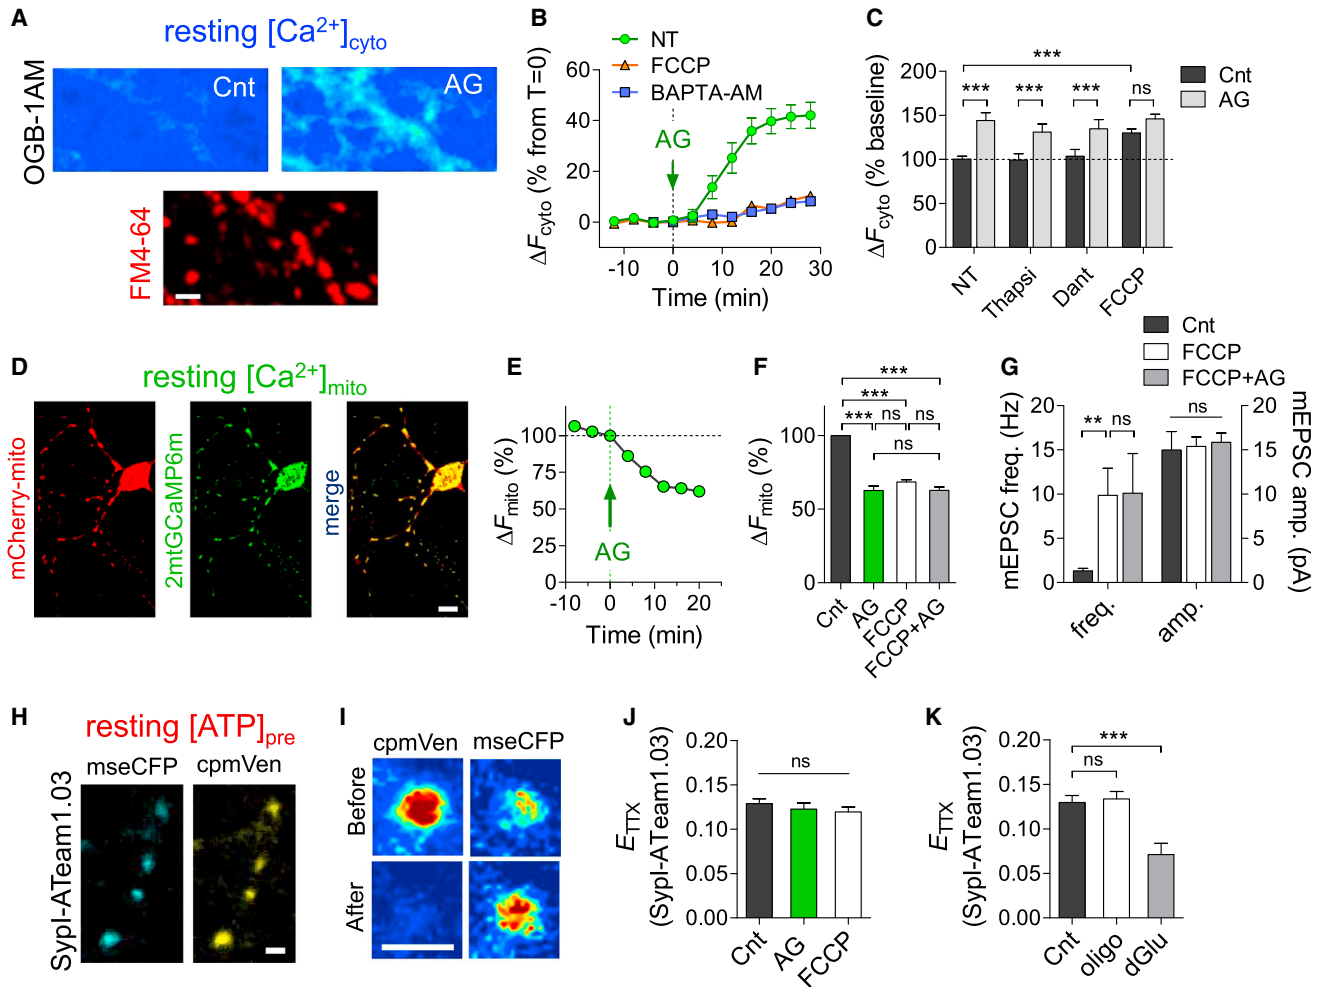 A
resting [Ca2+]cyto
OGB-1AM
Cnt
AG
FM4-64
B
NT
FCCP
BAPTA-AM
ΔFcyto (% from T=0)
60
40
20
0
AG
-10 0 10 20 30
Time (min)
C
ΔFcyto (% baseline)
200
150
100
50
0
***
*** *** *** ns
Cnt
AG
NT
Thapsi
Dant
FCCP
D
resting [Ca2+]mito
mCherry-mito
2mtGCaMP6m
merge
E
ΔFmito (%)
100
75
50
25
0
AG
-10 0 10 20
Time (min)
F
ΔFmito (%)
100
50
0
***
***
*** ns ns
ns
Cnt
AG
FCCP
FCCP+AG
G
Cnt
FCCP
FCCP+AG
mEPSC freq. (Hz)
20
15
10
5
0
** ns
ns
freq.
amp.
20
15
10
5
0
mEPSC amp. (pA)
H
resting [ATP]pre
mseCFP
cpmVen
Sypl-ATeam1.03
I
cpmVen
mseCFP
Before
After
J
ETTX
(Sypl-ATeam1.03)
0.20
0.15
0.10
0.05
0.00
ns
Cnt
AG
FCCP
K
ETTX
(Sypl-ATeam1.03)
0.20
0.15
0.10
0.05
0.00
***
ns
Cnt
oligo
dGlu